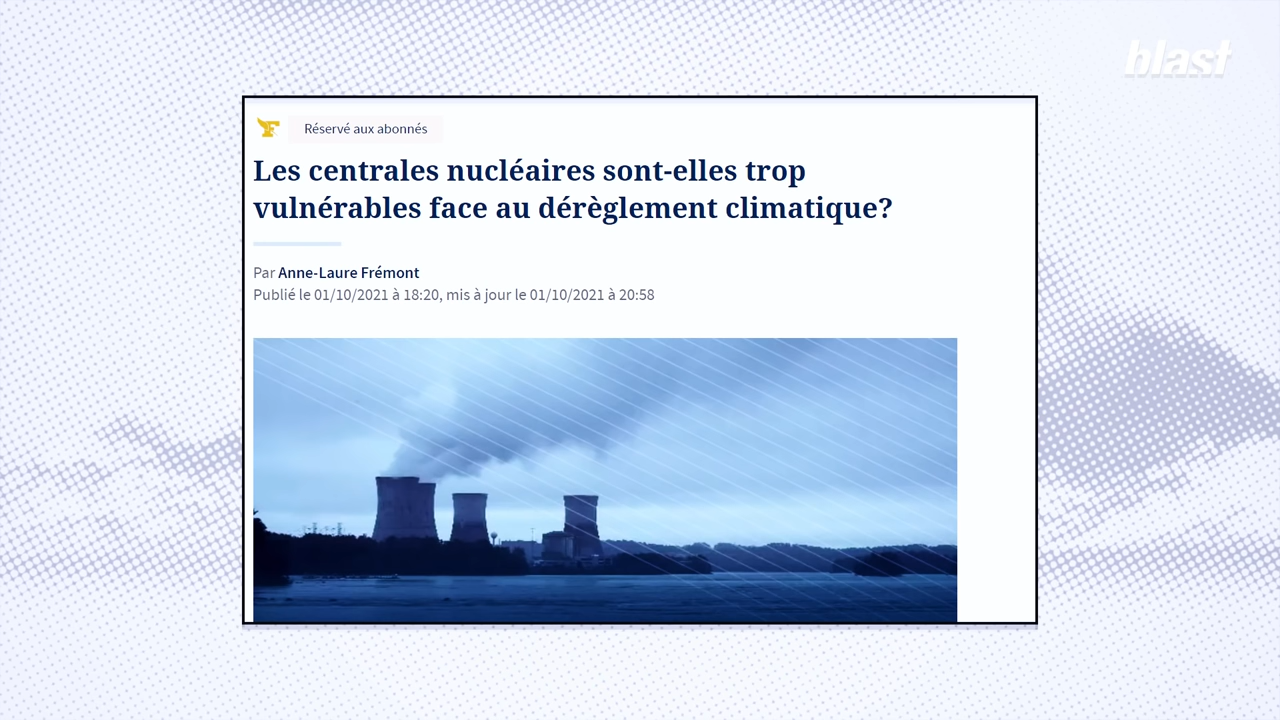 blast
Réservé aux abonnés
Les centrales nucléaires sont-elles trop
vulnérables face au dérèglement climatique?
Par Anne-Laure Frémont
Publié le 01/10/2021 à 18:20, mis à jour le 01/10/2021 à 20:58